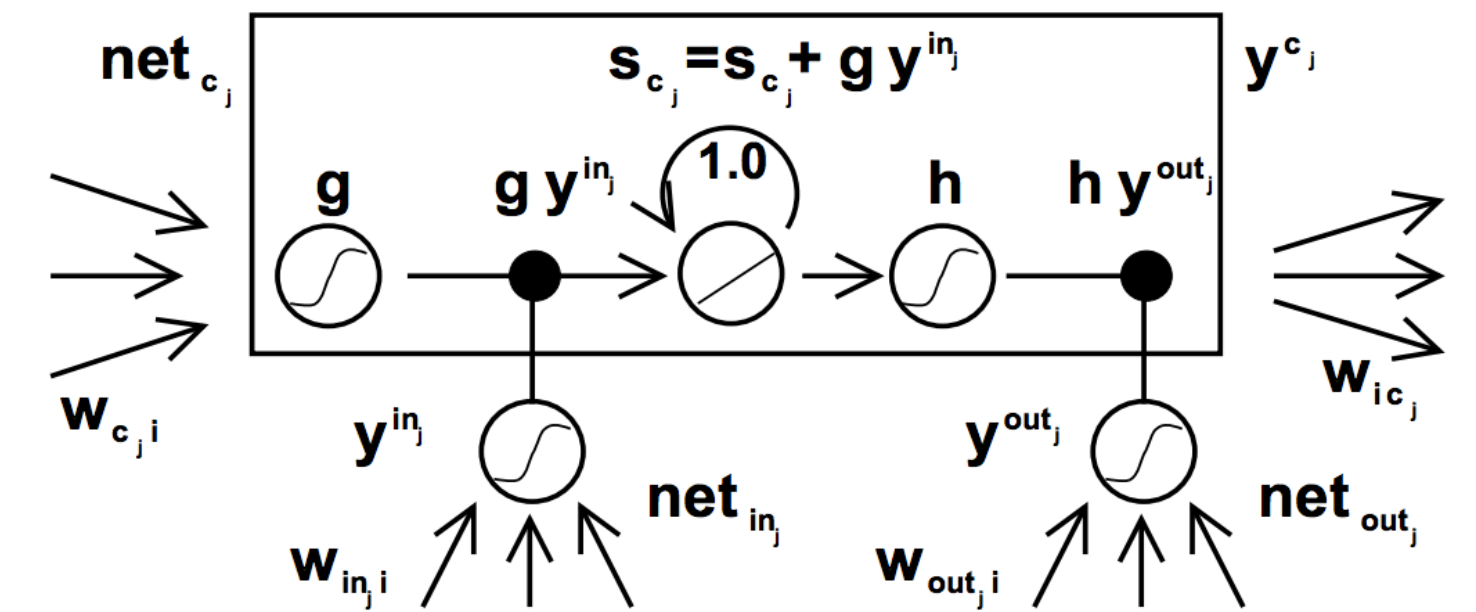 net c j
s c j =s c j + g y in j
y c j
1.0
g
g y in j
h
h y out j
w c j i
y in j
net in j
w in j i
y out j
net out j
w out j i
w i c j